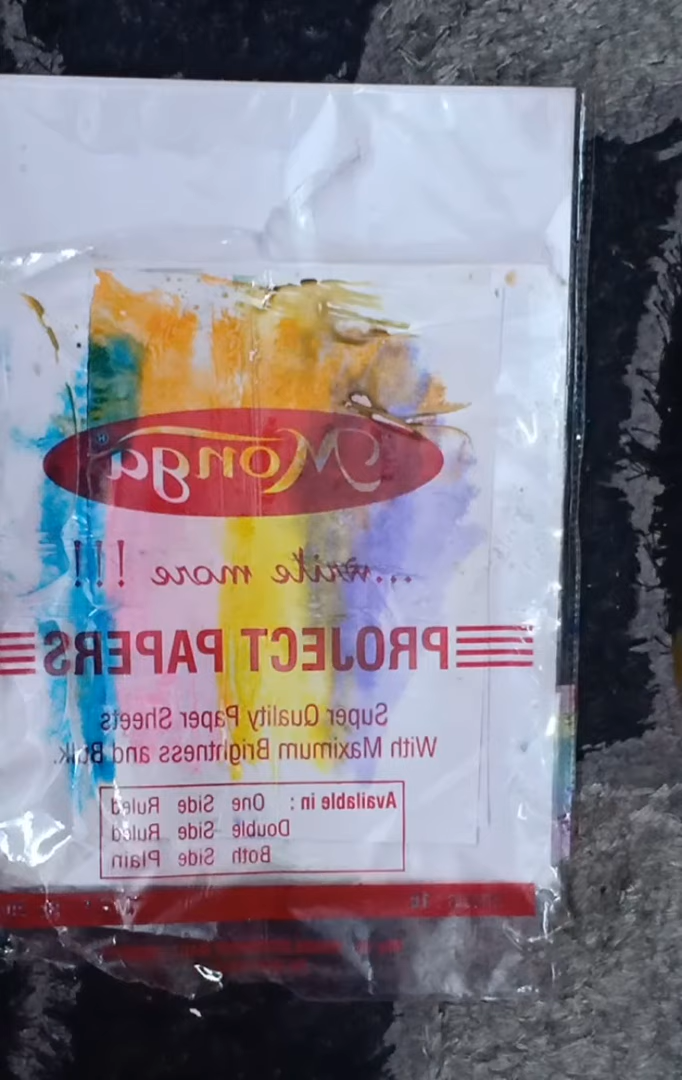 Monga®
...write more !!!
PROJECT PAPERS
Super Quality Paper Sheets
With Maximum Brightness and Bulk.
Available in : One Side Ruled
Double Side Ruled
Both Side Plain